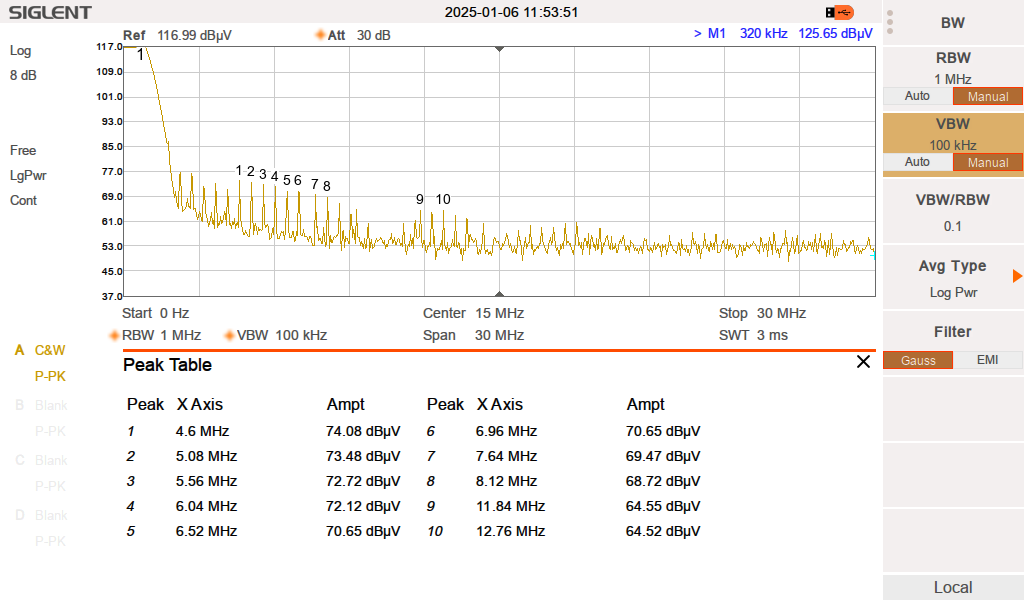 SIGLENT 2025-01-06 11:53:51
Log
8 dB
Free
LgPwr
Cont
Ref 116.99 dBµV Att 30 dB > M1 320 kHz 125.65 dBµV
117.0
109.0
101.0
93.0
85.0
77.0
69.0
61.0
53.0
45.0
37.0
1
1 2 3 4 5 6 7 8 9 10
Start 0 Hz Center 15 MHz Stop 30 MHz
RBW 1 MHz VBW 100 kHz Span 30 MHz SWT 3 ms
A C&W
P-PK
B Blank
P-PK
C Blank
P-PK
D Blank
P-PK
Peak Table
Peak X Axis Ampt Peak X Axis Ampt
1 4.6 MHz 74.08 dBµV 6 6.96 MHz 70.65 dBµV
2 5.08 MHz 73.48 dBµV 7 7.64 MHz 69.47 dBµV
3 5.56 MHz 72.72 dBµV 8 8.12 MHz 68.72 dBµV
4 6.04 MHz 72.12 dBµV 9 11.84 MHz 64.55 dBµV
5 6.52 MHz 70.65 dBµV 10 12.76 MHz 64.52 dBµV
BW
RBW
1 MHz
Auto Manual
VBW
100 kHz
Auto Manual
VBW/RBW
0.1
Avg Type
Log Pwr
Filter
Gauss EMI
Local